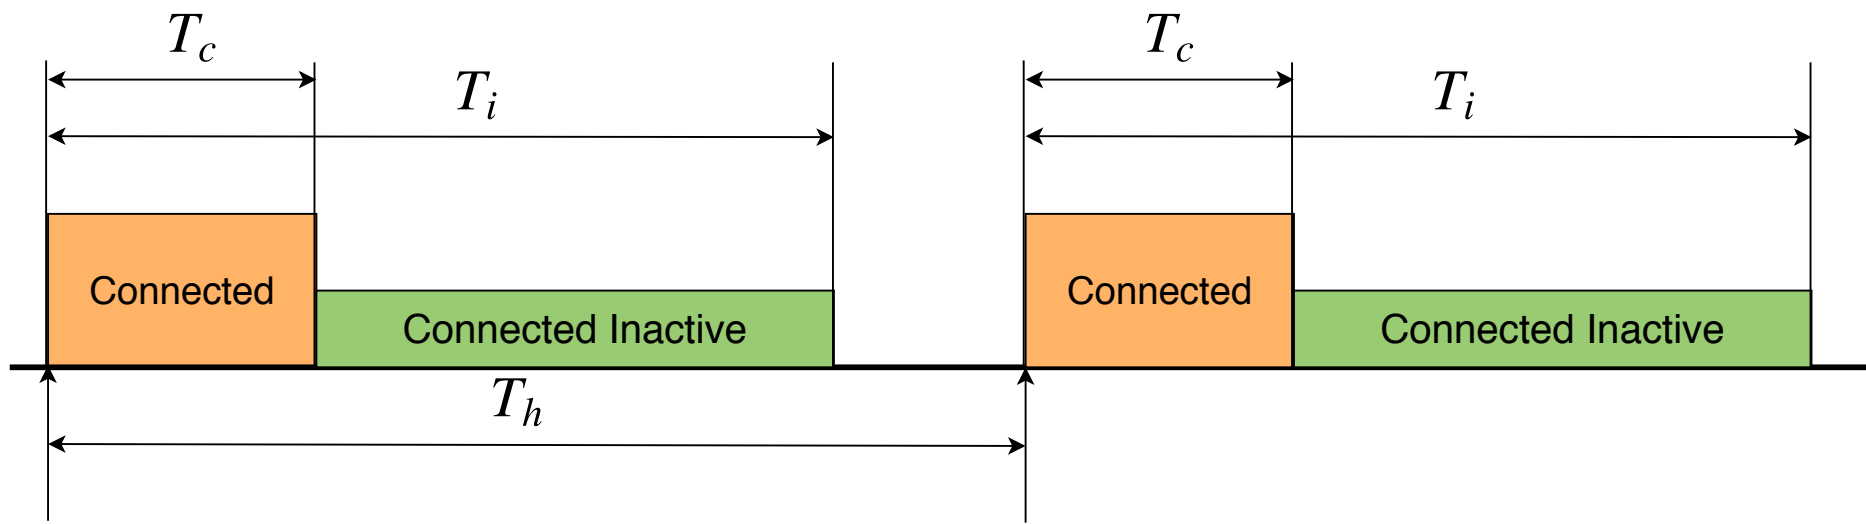 T_c
T_c
T_i
T_i
Connected
Connected
Connected Inactive
Connected Inactive
T_h